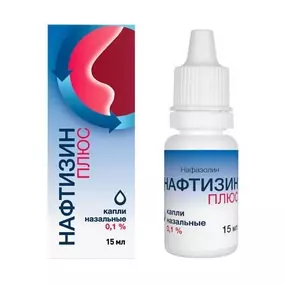 НАФТИЗИН
ПЛЮС
капли
назальные
0,1 %
15 мл
Нафазолин
НАФТИЗИН
ПЛЮС
капли
назальные
0,1 %
15 мл